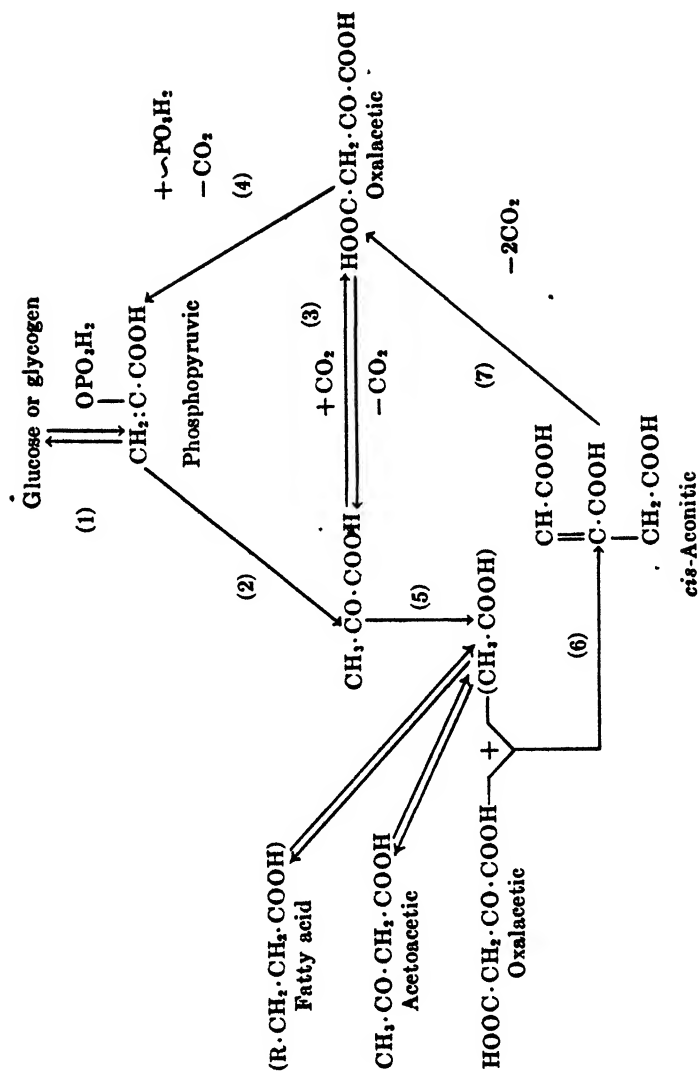 Glucose or glycogen
(1)
OPO₃H₂
CH₂:C·COOH
Phosphopyruvic
+~PO₃H₂
−CO₂
(4)
(2)
(3)
+CO₂
−CO₂
CH₃·CO·COOH
HOOC·CH₂·CO·COOH
Oxalacetic
(5)
(7)
−2CO₂
(R·CH₂·CH₂·COOH)
Fatty acid
CH₃·CO·CH₂·COOH
Acetoacetic
(CH₃·COOH)
+
HOOC·CH₂·CO·COOH
Oxalacetic
(6)
CH·COOH
C·COOH
CH₂·COOH
cis-Aconitic